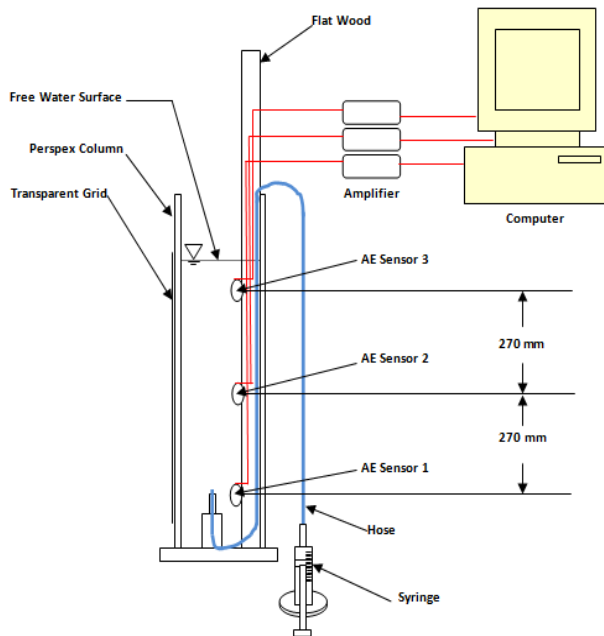 Flat Wood
Free Water Surface
Perspex Column
Transparent Grid
Amplifier
Computer
AE Sensor 3
270 mm
AE Sensor 2
270 mm
AE Sensor 1
Hose
Syringe